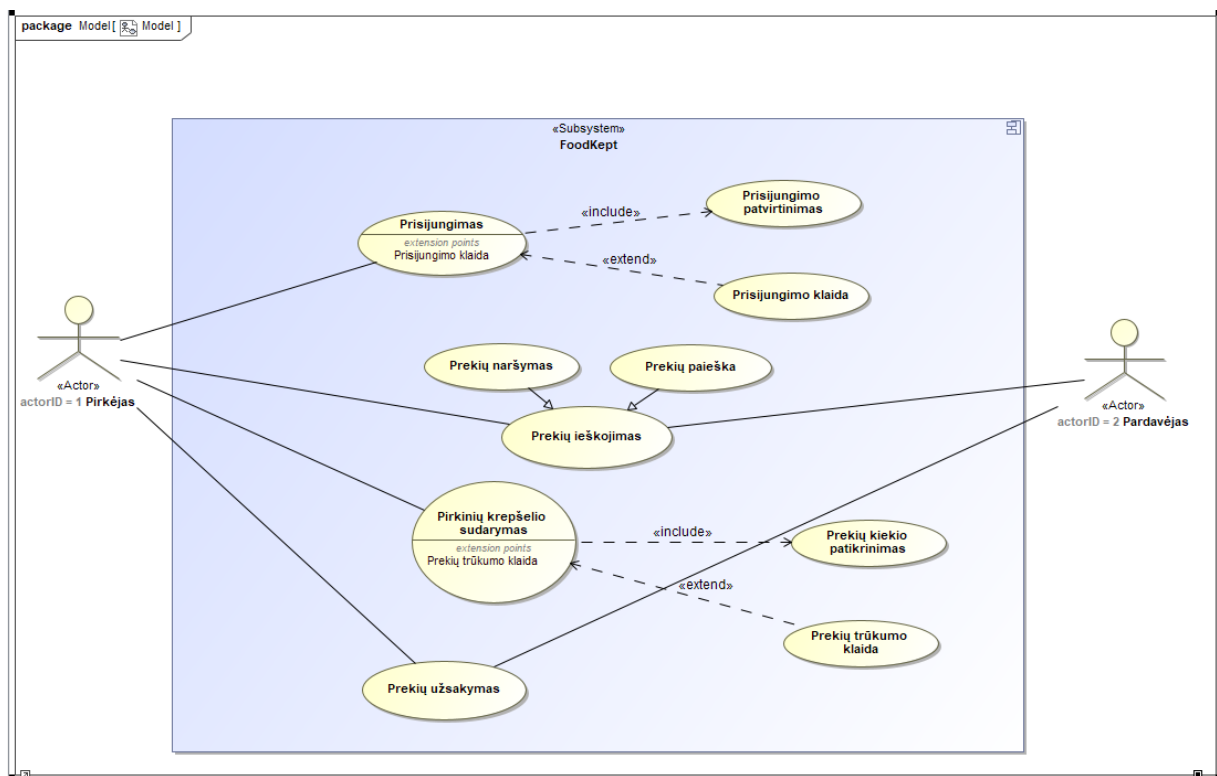 package Model[ Model ]
«Subsystem»
FoodKept
Prisijungimas
extension points
Prisijungimo klaida
«include»
Prisijungimo
patvirtinimas
«extend»
Prisijungimo klaida
«Actor»
actorID = 1 Pirkėjas
Prekių naršymas
Prekių paieška
Prekių ieškojimas
«Actor»
actorID = 2 Pardavėjas
Pirkinių krepšelio
sudarymas
extension points
Prekių trūkumo klaida
«include»
Prekių kiekio
patikrinimas
«extend»
Prekių trūkumo
klaida
Prekių užsakymas